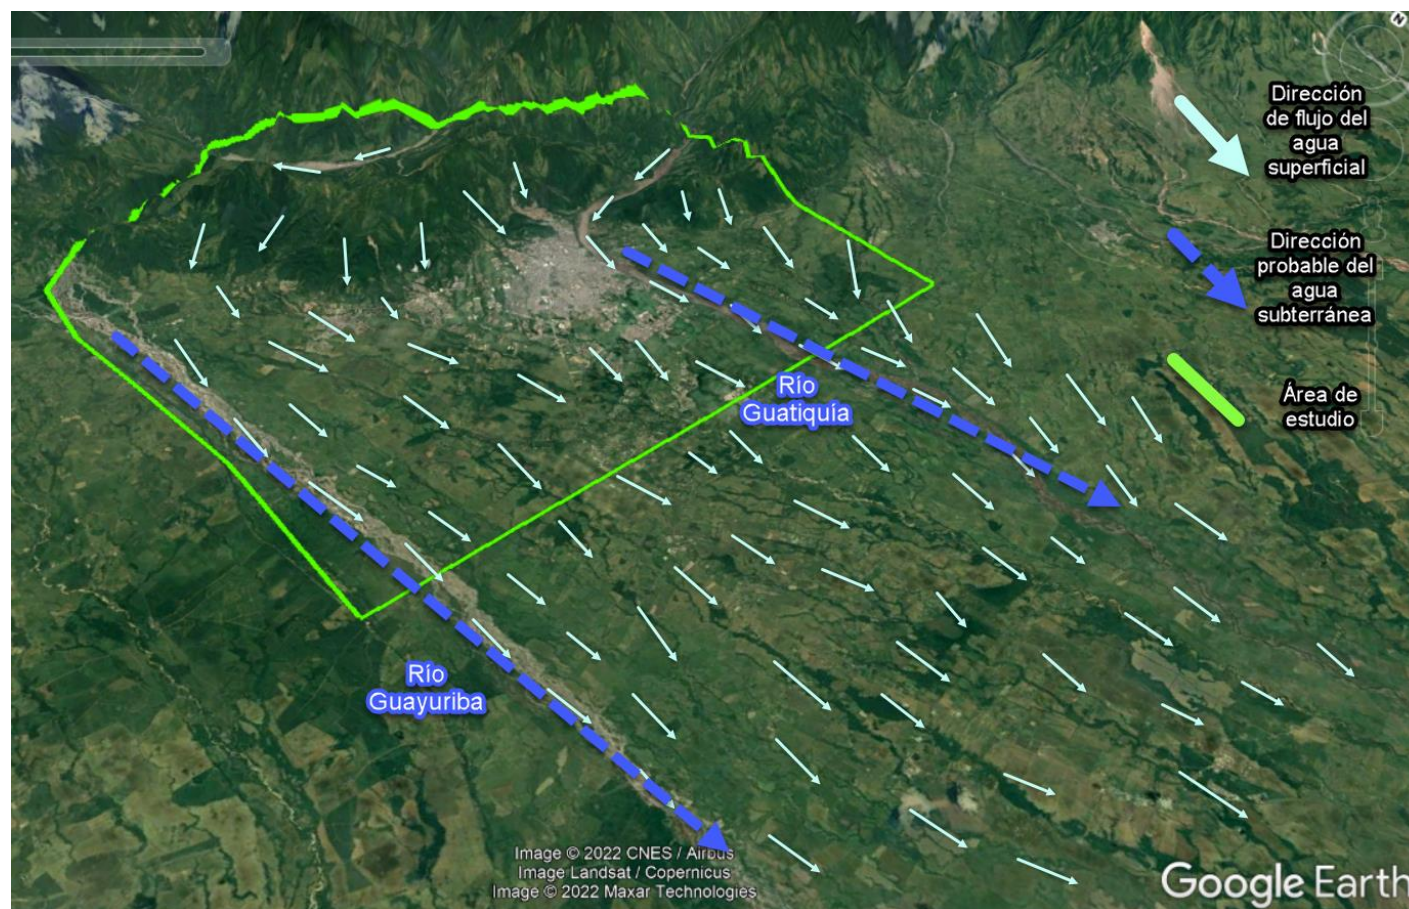 N
Dirección
de flujo del
agua
superficial
Dirección
probable del
agua
subterránea
Área de
estudio
Río
Guatiquía
Río
Guayuriba
Image © 2022 CNES / Airbus
Image Landsat / Copernicus
Image © 2022 Maxar Technologies
Google Earth